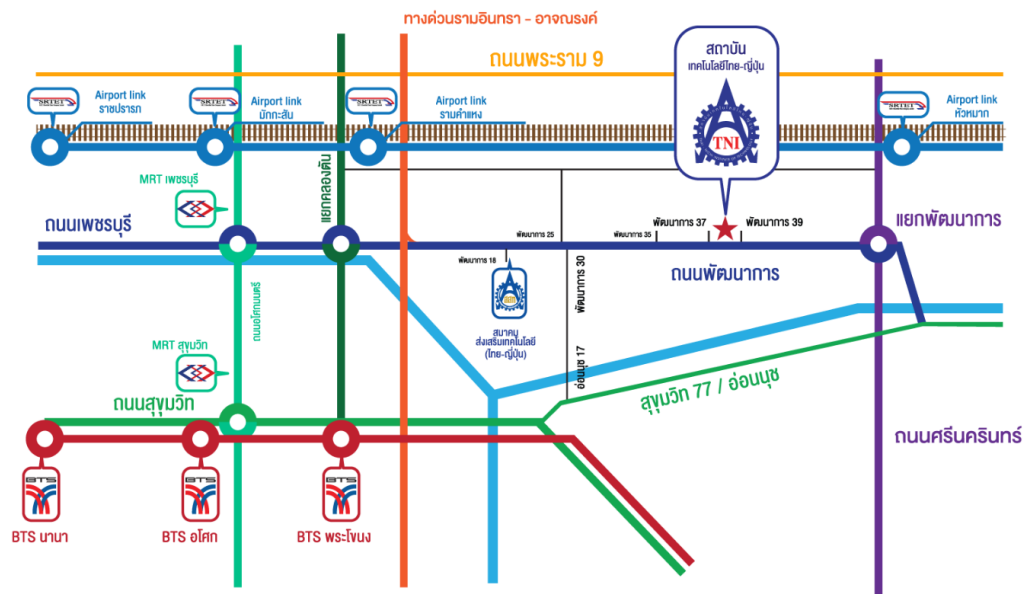 ทางด่วนรามอินทรา - อาจณรงค์
ถนนพระราม 9
สถาบัน
เทคโนโลยีไทย-ญี่ปุ่น
TNI
SRTET
Airport link
ราชปรารภ
SRTET
Airport link
มักกะสัน
SRTET
Airport link
รามคำแหง
SRTET
Airport link
หัวหมาก
MRT เพชรบุรี
แยกคลองตัน
ถนนเพชรบุรี
พัฒนาการ 25
พัฒนาการ 35
พัฒนาการ 37
พัฒนาการ 39
แยกพัฒนาการ
พัฒนาการ 18
พัฒนาการ 30
ถนนพัฒนาการ
ถนนอโศกมนตรี
สมาคม
ส่งเสริมเทคโนโลยี
(ไทย-ญี่ปุ่น)
MRT สุขุมวิท
อ่อนนุช 17
สุขุมวิท 77 / อ่อนนุช
ถนนสุขุมวิท
ถนนศรีนครินทร์
BTS
BTS
BTS
BTS นานา
BTS อโศก
BTS พระโขนง